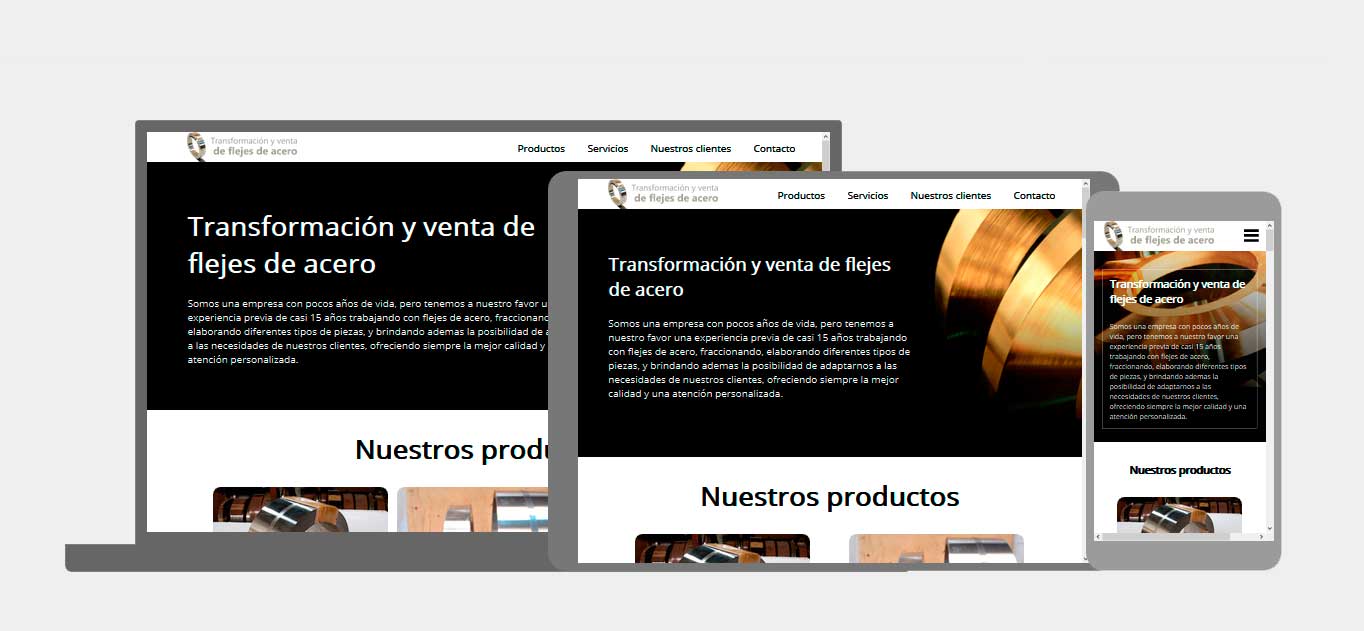 Transformación y venta
de flejes de acero
Productos Servicios Nuestros clientes Contacto
Transformación y venta de
flejes de acero
Somos una empresa con pocos años de vida, pero tenemos a nuestro favor
experiencia previa de casi 15 años trabajando con flejes de acero, fraccionando
elaborando diferentes tipos de piezas, y brindando ademas la posibilidad de
a las necesidades de nuestros clientes, ofreciendo siempre la mejor calidad y
atención personalizada.
Nuestros
Transformación y venta
de flejes de acero
Productos Servicios Nuestros clientes Contacto
Transformación y venta de flejes
de acero
Somos una empresa con pocos años de vida, pero tenemos a
nuestro favor una experiencia previa de casi 15 años trabajando
con flejes de acero, fraccionando, elaborando diferentes tipos de
piezas, y brindando ademas la posibilidad de adaptarnos a las
necesidades de nuestros clientes, ofreciendo siempre la mejor
calidad y una atención personalizada.
Nuestros productos
Transformación y venta
de flejes de acero
Transformación y venta de
flejes de acero
Somos una empresa con pocos años de
vida, pero tenemos a nuestro favor una
experiencia previa de casi 15 años
trabajando con flejes de acero,
fraccionando, elaborando diferentes tipos
de piezas, y brindando ademas la
posibilidad de adaptarnos a las
necesidades de nuestros clientes,
ofreciendo siempre la mejor calidad y una
atención personalizada.
Nuestros productos